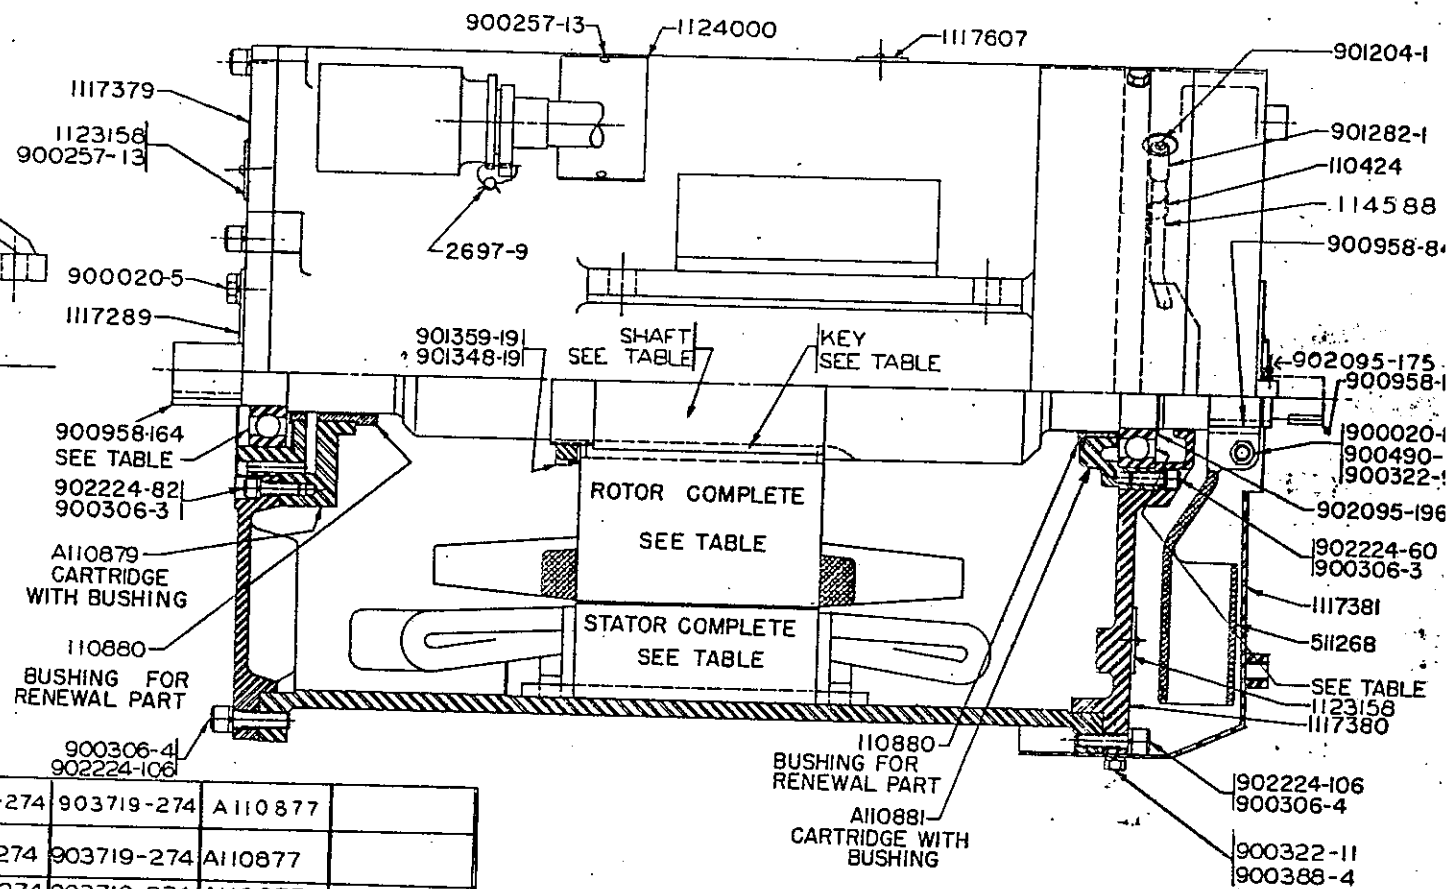 900257-13
1124000
1117607
901204-1
1117379
1123158
900257-13
901282-1
110424
114588
2697-9
900020-5
1117289
901359-191
901348-19
SHAFT
SEE TABLE
KEY
SEE TABLE
902095-175
900958-164
SEE TABLE
902224-82
900306-3
A110879
CARTRIDGE
WITH BUSHING
110880
BUSHING FOR
RENEWAL PART
900306-4
902224-106
ROTOR COMPLETE
SEE TABLE
STATOR COMPLETE
SEE TABLE
902095-196
902224-60
900306-3
1117381
511268
SEE TABLE
1123158
1117380
110880
BUSHING FOR
RENEWAL PART
A110881
CARTRIDGE WITH
BUSHING
902224-106
900306-4
900322-11
900388-4
-274 903719-274 A110877
274 903719-274 A110877